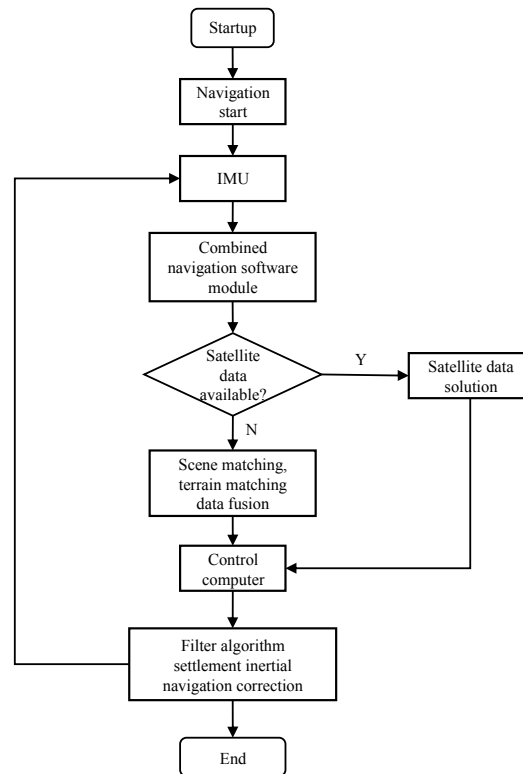 Startup
Navigation
start
IMU
Combined
navigation software
module
Satellite
data
available?
Y
Satellite data
solution
N
Scene matching,
terrain matching
data fusion
Control
computer
Filter algorithm
settlement inertial
navigation correction
End